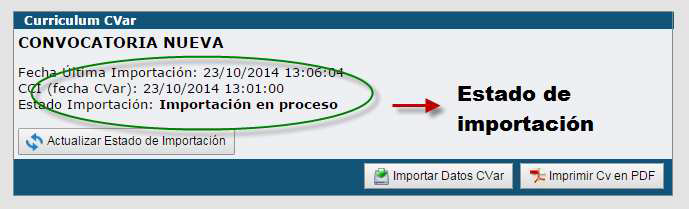 Curriculum CVar
CONVOCATORIA NUEVA
Fecha Última Importación: 23/10/2014 13:06:04
CCI (fecha CVar): 23/10/2014 13:01:00
Estado Importación: Importación en proceso
Estado de
importación
Actualizar Estado de Importación
Importar Datos CVar
Imprimir Cv en PDF